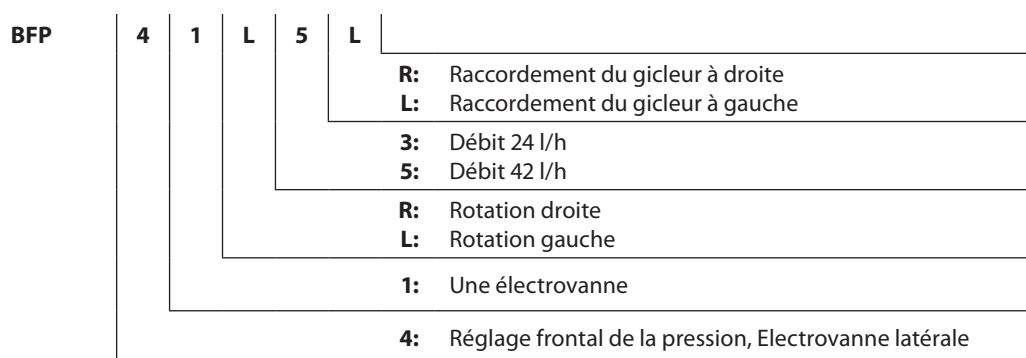 BFP 4 1 L 5 L
R: Raccordement du gicleur à droite
L: Raccordement du gicleur à gauche
3: Débit 24 l/h
5: Débit 42 l/h
R: Rotation droite
L: Rotation gauche
1: Une électrovanne
4: Réglage frontal de la pression, Electrovanne latérale